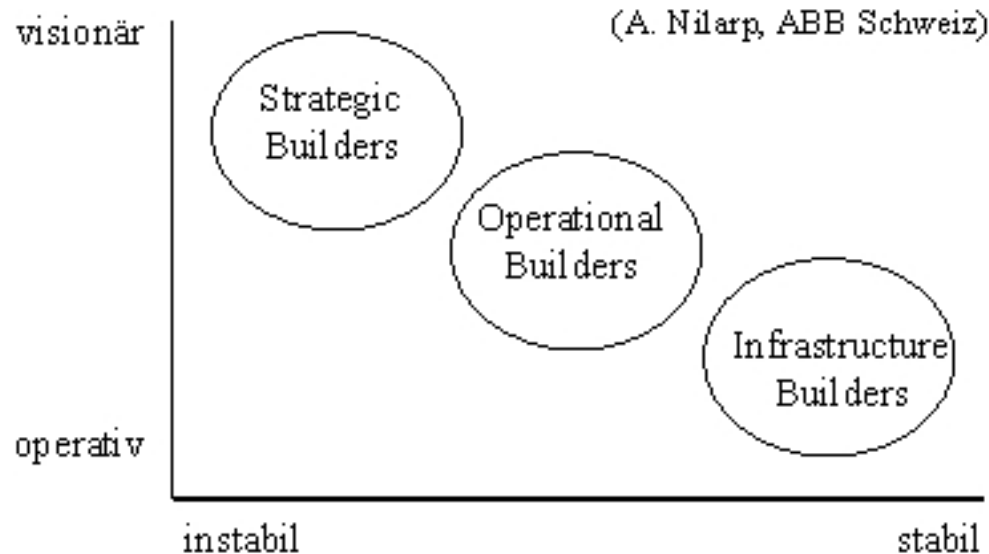 visionär
(A. Nilarp, ABB Schweiz)
Strategic
Builders
Operational
Builders
Infrastructure
Builders
operativ
instabil
stabil